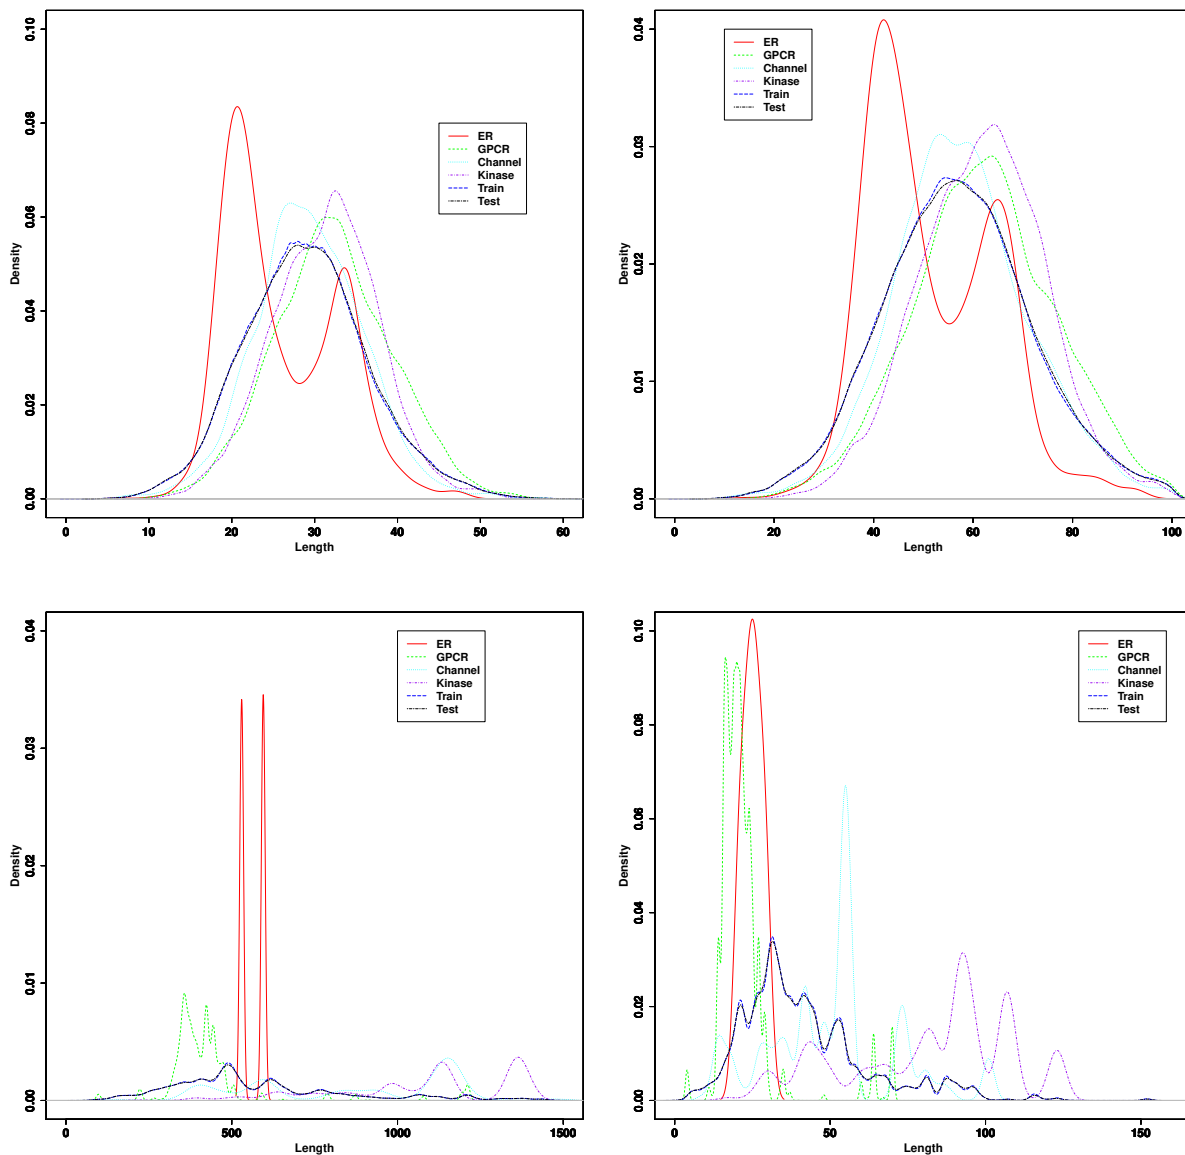 0.00 0.02 0.04 0.06 0.08 0.10
Density
ER
GPCR
Channel
Kinase
Train
Test
0 10 20 30 40 50 60
Length
0.00 0.01 0.02 0.03 0.04
Density
ER
GPCR
Channel
Kinase
Train
Test
0 20 40 60 80 100
Length
0.00 0.01 0.02 0.03 0.04
Density
ER
GPCR
Channel
Kinase
Train
Test
0 500 1000 1500
Length
0.00 0.02 0.04 0.06 0.08 0.10
Density
ER
GPCR
Channel
Kinase
Train
Test
0 50 100 150
Length